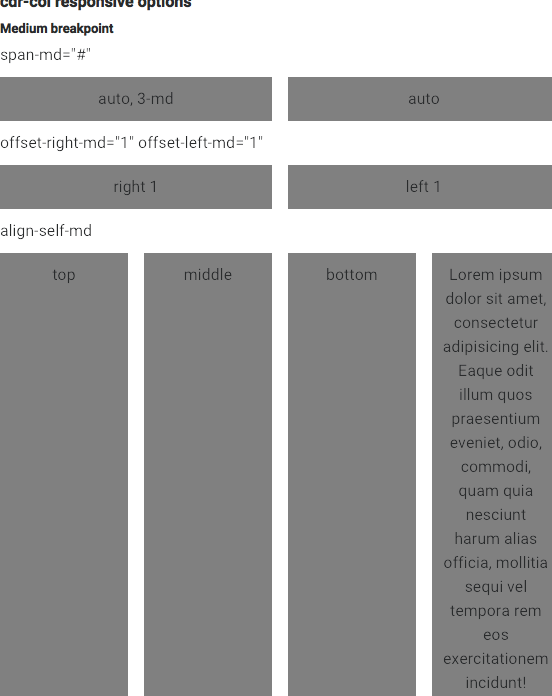 cdr-col responsive options
Medium breakpoint
span-md="#"
auto, 3-md
auto
offset-right-md="1" offset-left-md="1"
right 1
left 1
align-self-md
top
middle
bottom
Lorem ipsum
dolor sit amet,
consectetur
adipisicing elit.
Eaque odit
illum quos
praesentium
eveniet, odio,
commodi,
quam quia
nesciunt
harum alias
officia, mollitia
sequi vel
tempora rem
eos
exercitationem
incidunt!